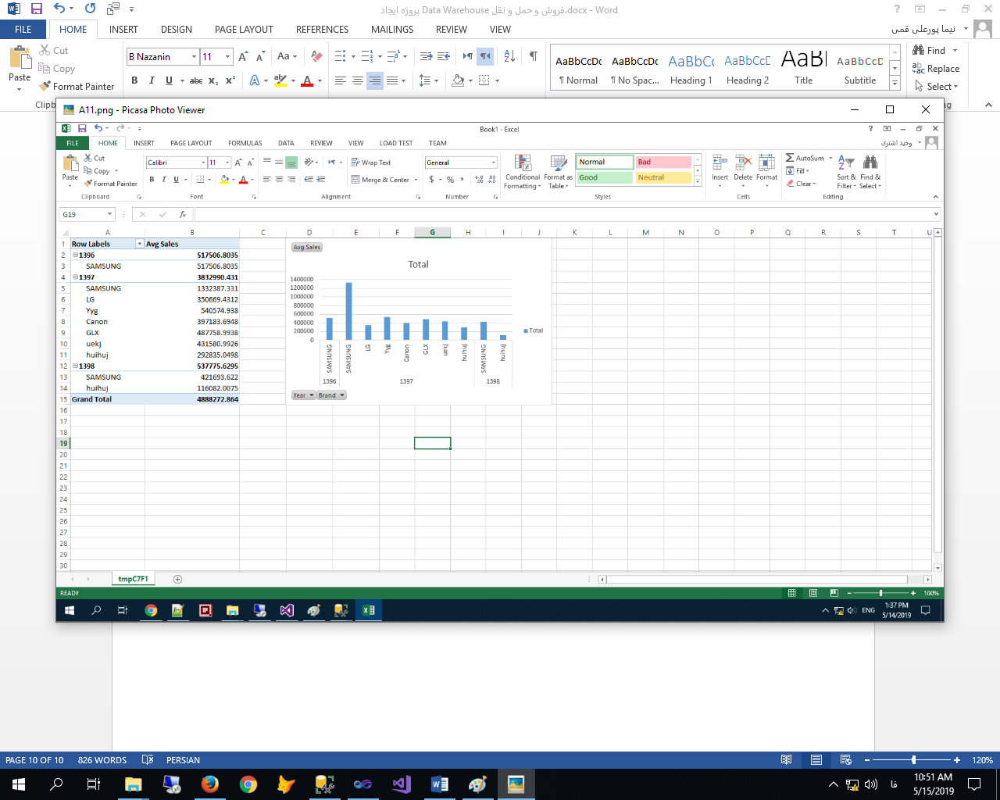 پروژه ایجاد Data Warehouse فروش و حمل و نقل.docx - Word
FILE HOME INSERT DESIGN PAGE LAYOUT REFERENCES MAILINGS REVIEW VIEW نیما پورعلی قمی
Paste Cut Copy Format Painter
B Nazanin 11 Aa
B I U abc x₂ x²
AaBbCcDc AaBbCcDc AaBbCc AaBbCcD AaBl AaBbCcD
¶ Normal ¶ No Spac... Heading 1 Heading 2 Title Subtitle
Find Replace Select
A11.png - Picasa Photo Viewer
Book1 - Excel
FILE HOME INSERT PAGE LAYOUT FORMULAS DATA REVIEW VIEW LOAD TEST TEAM وحید اشتری
Paste Cut Copy Format Painter
Clipboard
Calibri 11
B I U
Font
Wrap Text
Merge & Center
Alignment
General
$ % ,
Number
Conditional Formatting Format as Table
Normal Bad
Good Neutral
Styles
Insert Delete Format
Cells
AutoSum Fill Clear Sort & Filter Find & Select
Editing
G19 fx
A B C D E F G H I J K L M N O P Q R S T U
1 Row Labels Avg Sales
2 1396 517506.8035
3 SAMSUNG 517506.8035
4 1397 3832990.431
5 SAMSUNG 1332387.331
6 LG 350669.4312
7 Yyg 540574.938
8 Canon 397183.6948
9 GLX 487758.9938
10 uekj 431580.9926
11 huihuj 292835.0498
12 1398 537775.6295
13 SAMSUNG 421693.622
14 huihuj 116082.0075
15 Grand Total 4888272.864
16
17
18
19
20
21
22
23
24
25
26
27
28
29
30
Avg Sales
Total
1400000
1200000
1000000
800000
600000
400000
200000
0
SAMSUNG SAMSUNG LG Yyg Canon GLX uekj huihuj SAMSUNG huihuj
1396 1397 1398
Total
Year Brand
tmpC7F1
READY 100%
ENG 1:37 PM
5/14/2019
PAGE 10 OF 10 826 WORDS PERSIAN 120%
فا 10:51 AM
5/15/2019